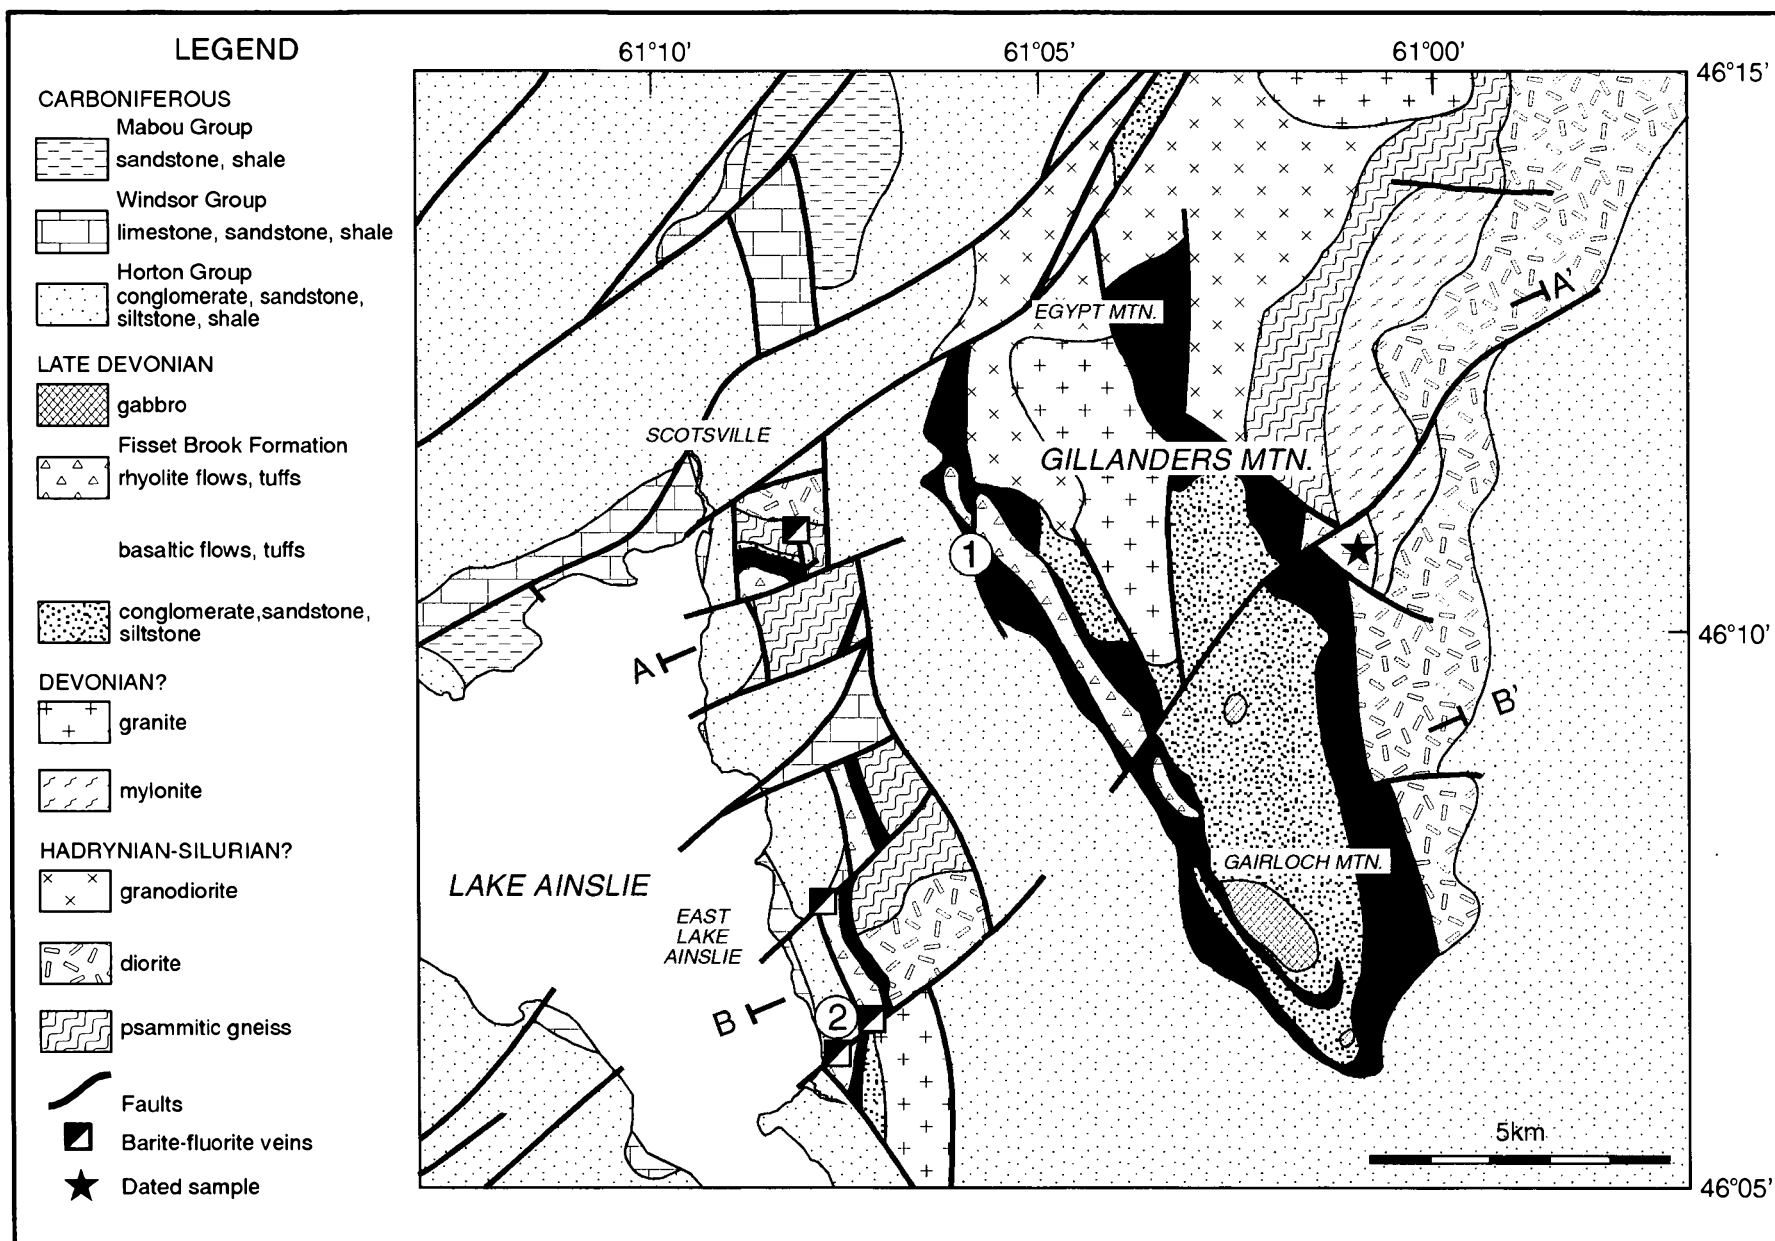 LEGEND
CARBONIFEROUS
Mabou Group
sandstone, shale
Windsor Group
limestone, sandstone, shale
Horton Group
conglomerate, sandstone,
siltstone, shale
LATE DEVONIAN
gabbro
Fisset Brook Formation
rhyolite flows, tuffs
basaltic flows, tuffs
conglomerate,sandstone,
siltstone
DEVONIAN?
granite
mylonite
HADRYNIAN-SILURIAN?
granodiorite
diorite
psammitic gneiss
Faults
Barite-fluorite veins
Dated sample
61°10'
61°05'
61°00'
46°15'
A'
EGYPT MTN.
SCOTSVILLE
GILLANDERS MTN.
1
46°10'
A
B'
GAIRLOCH MTN.
LAKE AINSLIE
EAST
LAKE
AINSLIE
B
2
5km
46°05'